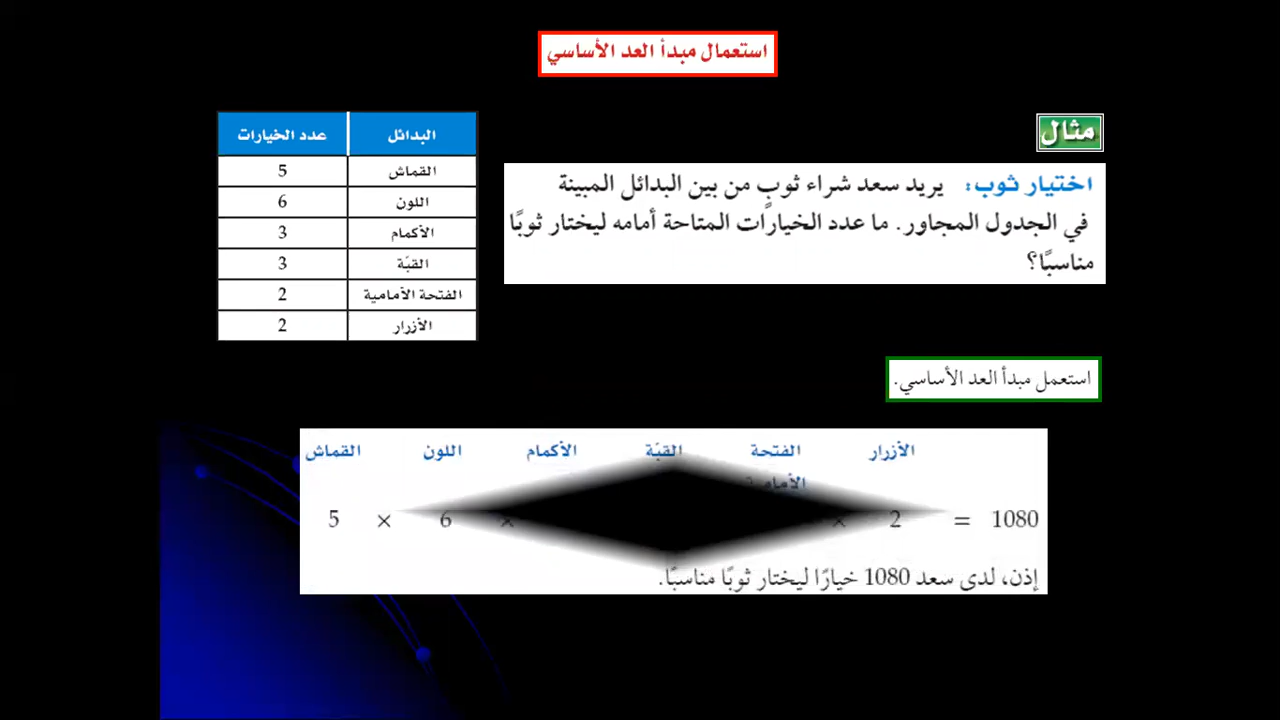 استعمال مبدأ العد الأساسي
مثال
اختيار ثوب: يريد سعد شراء ثوبٍ من بين البدائل المبينة
في الجدول المجاور. ما عدد الخيارات المتاحة أمامه ليختار ثوبًا
مناسبًا؟
البدائل عدد الخيارات
القماش 5
اللون 6
الأكمام 3
القبّة 3
الفتحة الأمامية 2
الأزرار 2
استعمل مبدأ العد الأساسي.
القماش اللون الأكمام القبّة الفتحة الأزرار
الأمامية
5 × 6 × × 2 = 1080
إذن، لدى سعد 1080 خيارًا ليختار ثوبًا مناسبًا.